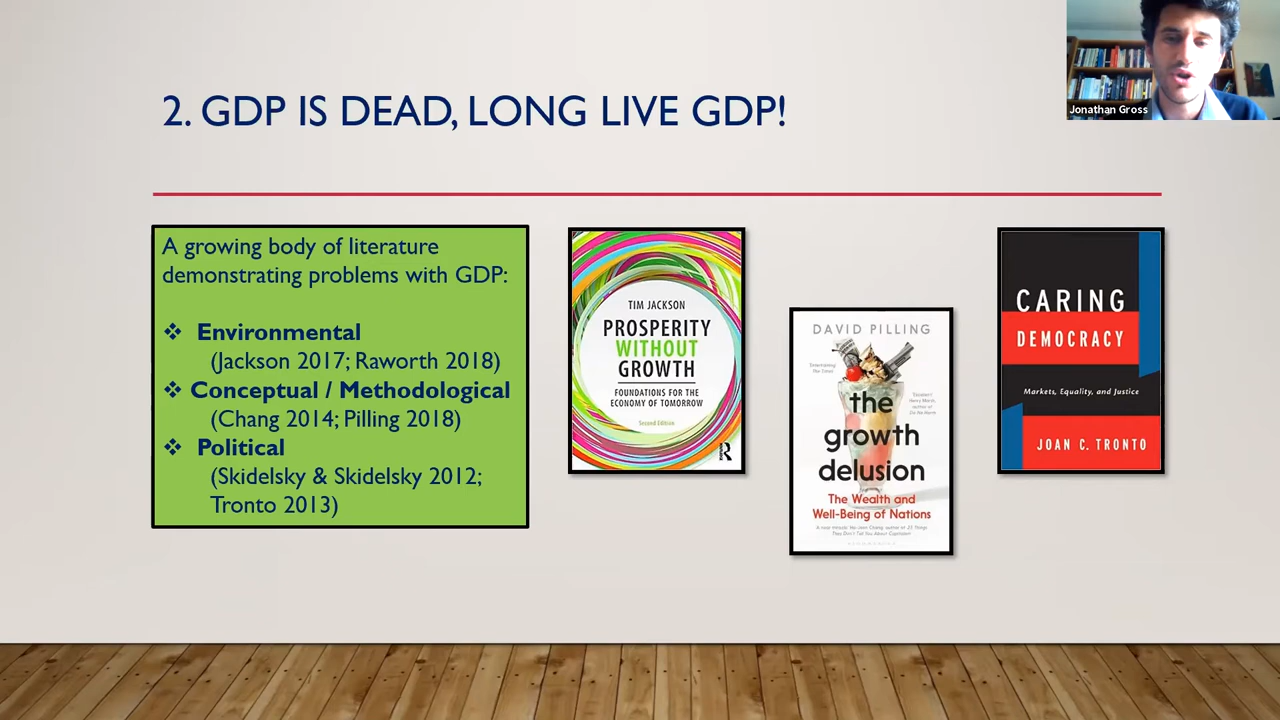 Jonathan Gross
2. GDP IS DEAD, LONG LIVE GDP!
A growing body of literature
demonstrating problems with GDP:
❖ Environmental
(Jackson 2017; Raworth 2018)
❖ Conceptual / Methodological
(Chang 2014; Pilling 2018)
❖ Political
(Skidelsky & Skidelsky 2012;
Tronto 2013)
TIM JACKSON
PROSPERITY
WITHOUT
GROWTH
FOUNDATIONS FOR THE
ECONOMY OF TOMORROW
Second Edition
R
DAVID PILLING
the
growth
delusion
The Wealth and
Well-Being of Nations
CARING
DEMOCRACY
Markets, Equality, and Justice
JOAN C. TRONTO